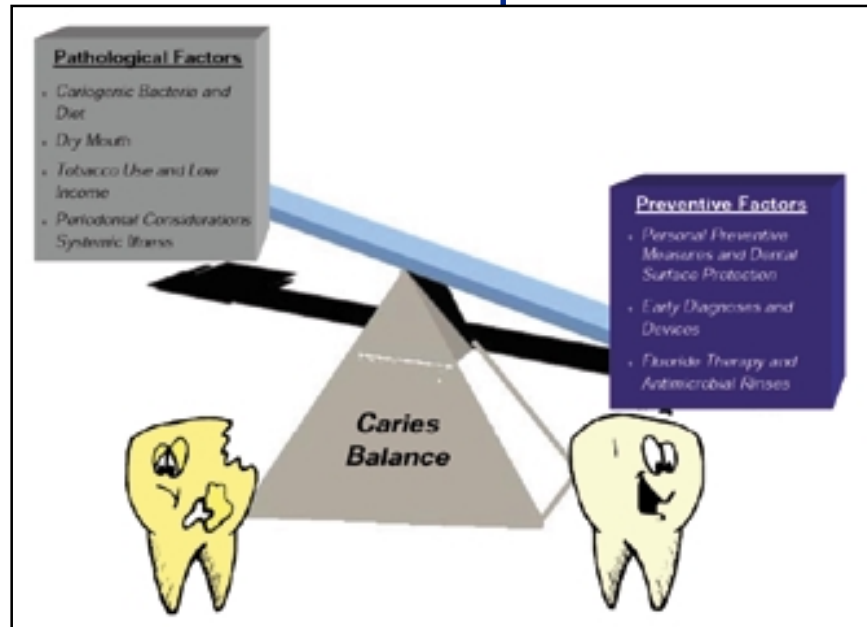 Pathological Factors
• Cariogenic Bacteria and
Diet
• Dry Mouth
• Tobacco Use and Low
Income
• Periodontal Considerations
Systemic Illness
Preventive Factors
• Personal Preventive
Measures and Dental
Surface Protection
• Early Diagnoses and
Devices
• Fluoride Therapy and
Antimicrobial Rinses
Caries
Balance